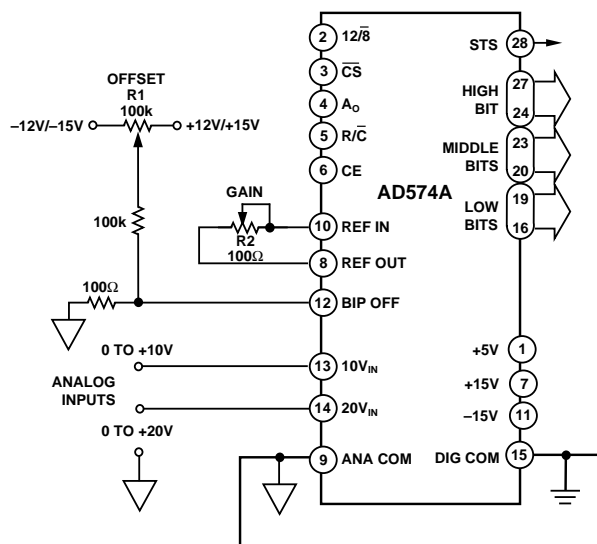 2 12/8̅
STS 28
3 C̅S̅
OFFSET
R1
100k
–12V/–15V
+12V/+15V
4 AO
5 R/C̅
6 CE
HIGH
BIT
27
24
MIDDLE
BITS
23
20
LOW
BITS
19
16
AD574A
100k
GAIN
R2
100Ω
10 REF IN
8 REF OUT
100Ω
12 BIP OFF
0 TO +10V
13 10VIN
ANALOG
INPUTS
14 20VIN
0 TO +20V
9 ANA COM
+5V 1
+15V 7
–15V 11
DIG COM 15